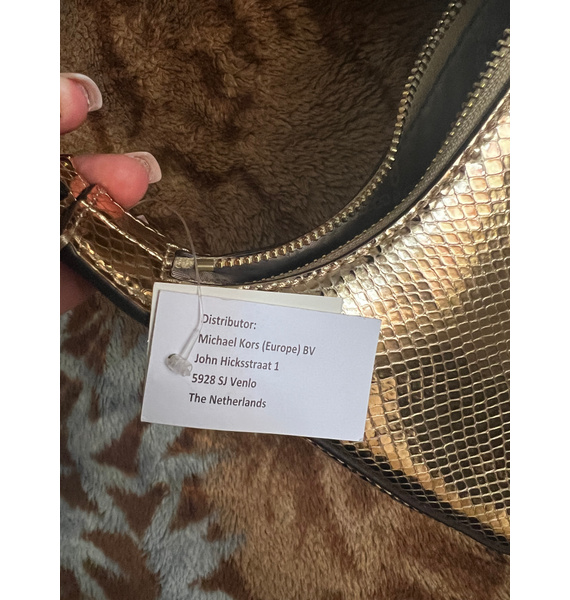 Distributor:
Michael Kors (Europe) BV
John Hicksstraat 1
5928 SJ Venlo
The Netherlands